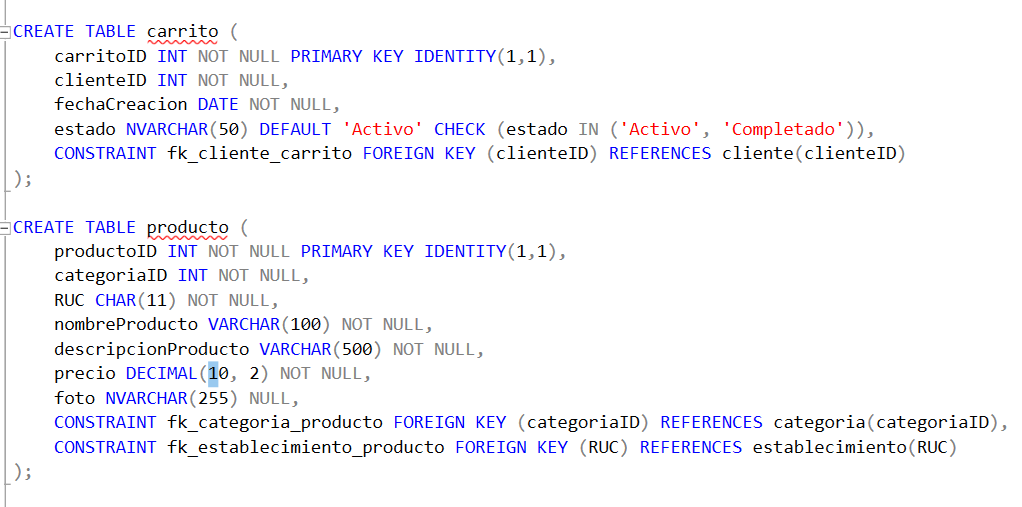 CREATE TABLE carrito (
carritoID INT NOT NULL PRIMARY KEY IDENTITY(1,1),
clienteID INT NOT NULL,
fechaCreacion DATE NOT NULL,
estado NVARCHAR(50) DEFAULT 'Activo' CHECK (estado IN ('Activo', 'Completado')),
CONSTRAINT fk_cliente_carrito FOREIGN KEY (clienteID) REFERENCES cliente(clienteID)
);
CREATE TABLE producto (
productoID INT NOT NULL PRIMARY KEY IDENTITY(1,1),
categoriaID INT NOT NULL,
RUC CHAR(11) NOT NULL,
nombreProducto VARCHAR(100) NOT NULL,
descripcionProducto VARCHAR(500) NOT NULL,
precio DECIMAL(10, 2) NOT NULL,
foto NVARCHAR(255) NULL,
CONSTRAINT fk_categoria_producto FOREIGN KEY (categoriaID) REFERENCES categoria(categoriaID),
CONSTRAINT fk_establecimiento_producto FOREIGN KEY (RUC) REFERENCES establecimiento(RUC)
);